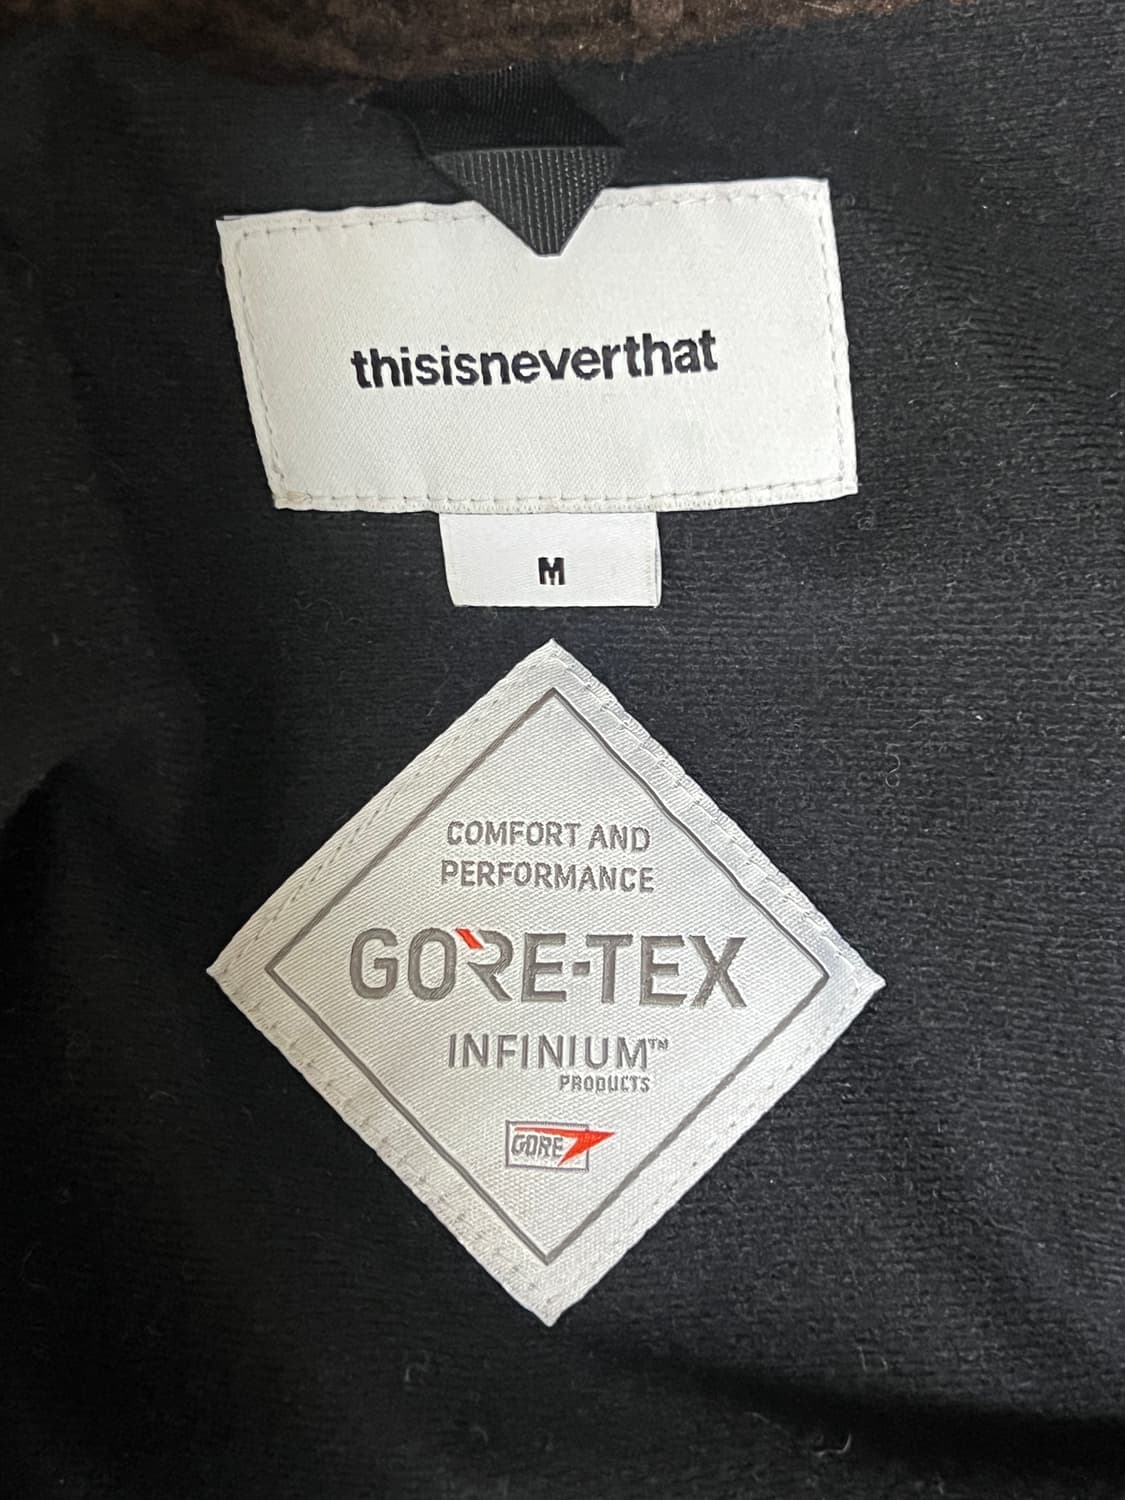 thisisneverthat
M
COMFORT AND
PERFORMANCE
GORE-TEX
INFINIUM™
PRODUCTS
GORE